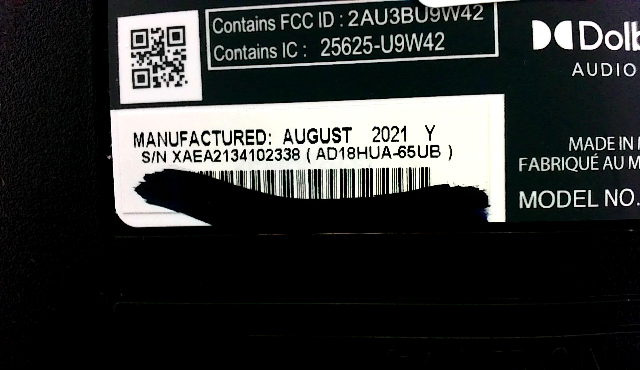 Contains FCC ID : 2AU3BU9W42
Contains IC : 25625-U9W42
MANUFACTURED: AUGUST 2021 Y
S/N XAEA2134102338 ( AD18HUA-65UB )
AUDIO
MADE IN
FABRIQUÉ AU
MODEL NO.